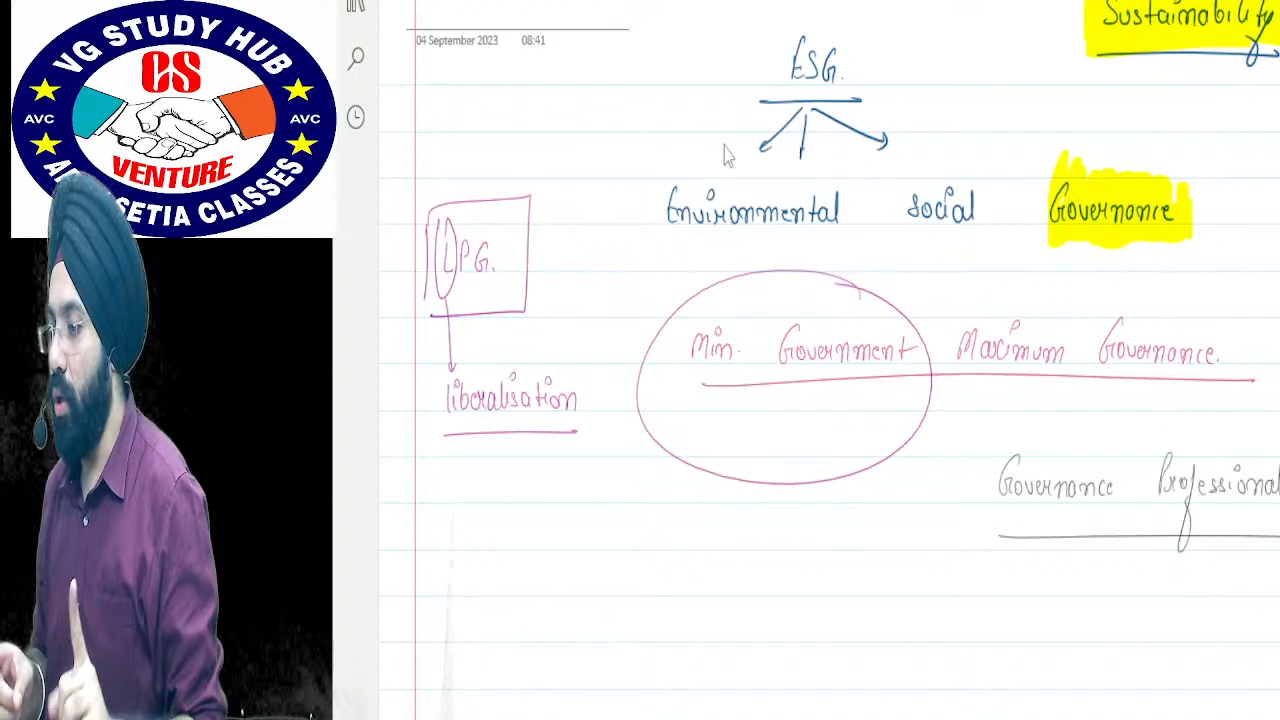 VG STUDY HUB
CS
AVC
AVC
VENTURE
SETIA CLASSES
04 September 2023 08:41
Sustainability
ESG.
Environmental Social Governance
LPG.
Min. Government Maximum Governance.
liberalisation
Governance Professional